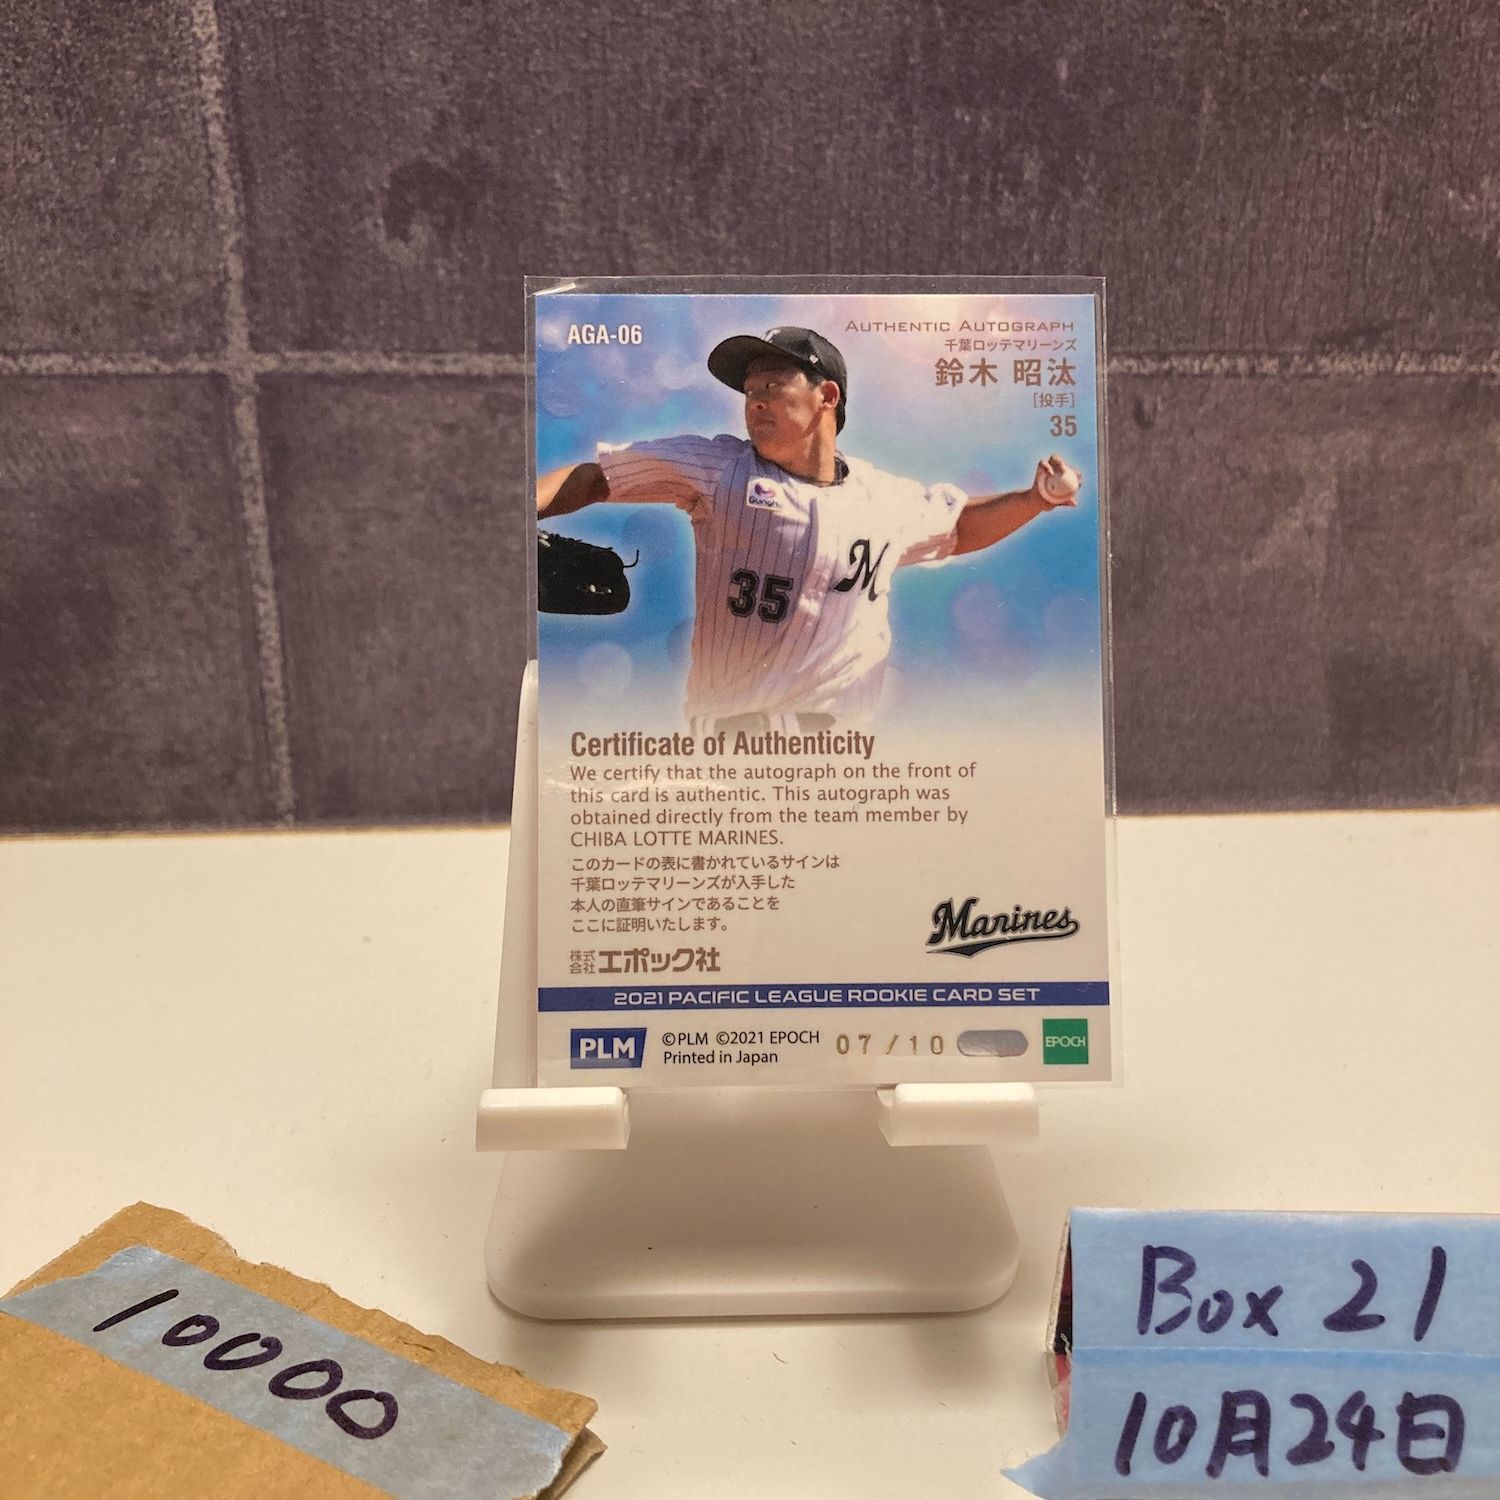 AGA-06
AUTHENTIC AUTOGRAPH
千葉ロッテマリーンズ
鈴木 昭汰
[投手]
35
GungHo
M
35
Certificate of Authenticity
We certify that the autograph on the front of
this card is authentic. This autograph was
obtained directly from the team member by
CHIBA LOTTE MARINES.
このカードの表に書かれているサインは
千葉ロッテマリーンズが入手した
本人の直筆サインであることを
ここに証明いたします。
株式会社エポック社
Marines
2021 PACIFIC LEAGUE ROOKIE CARD SET
PLM
©PLM ©2021 EPOCH
Printed in Japan
07/10
EPOCH
10000
Box 21
10月24日